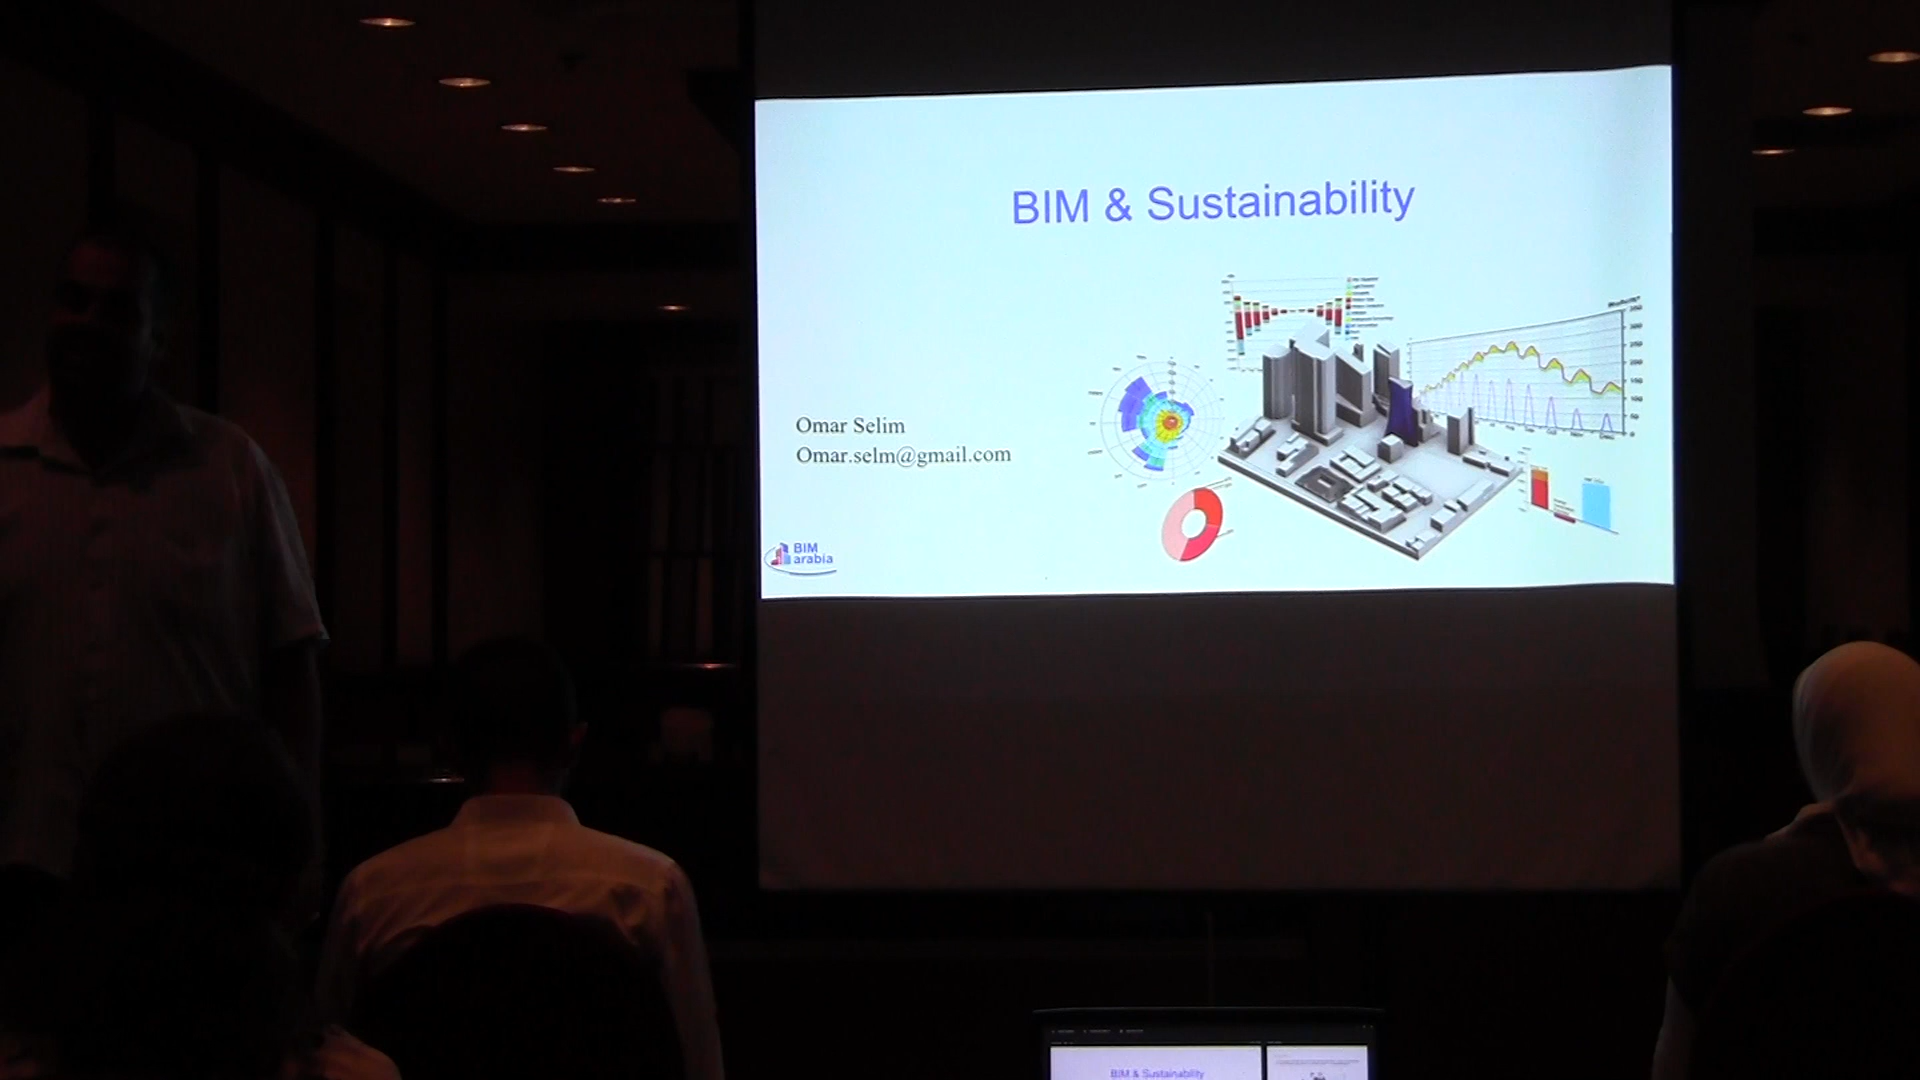 BIM & Sustainability
Omar Selim
Omar.selm@gmail.com
BIM
arabia
BIM & Sustainability